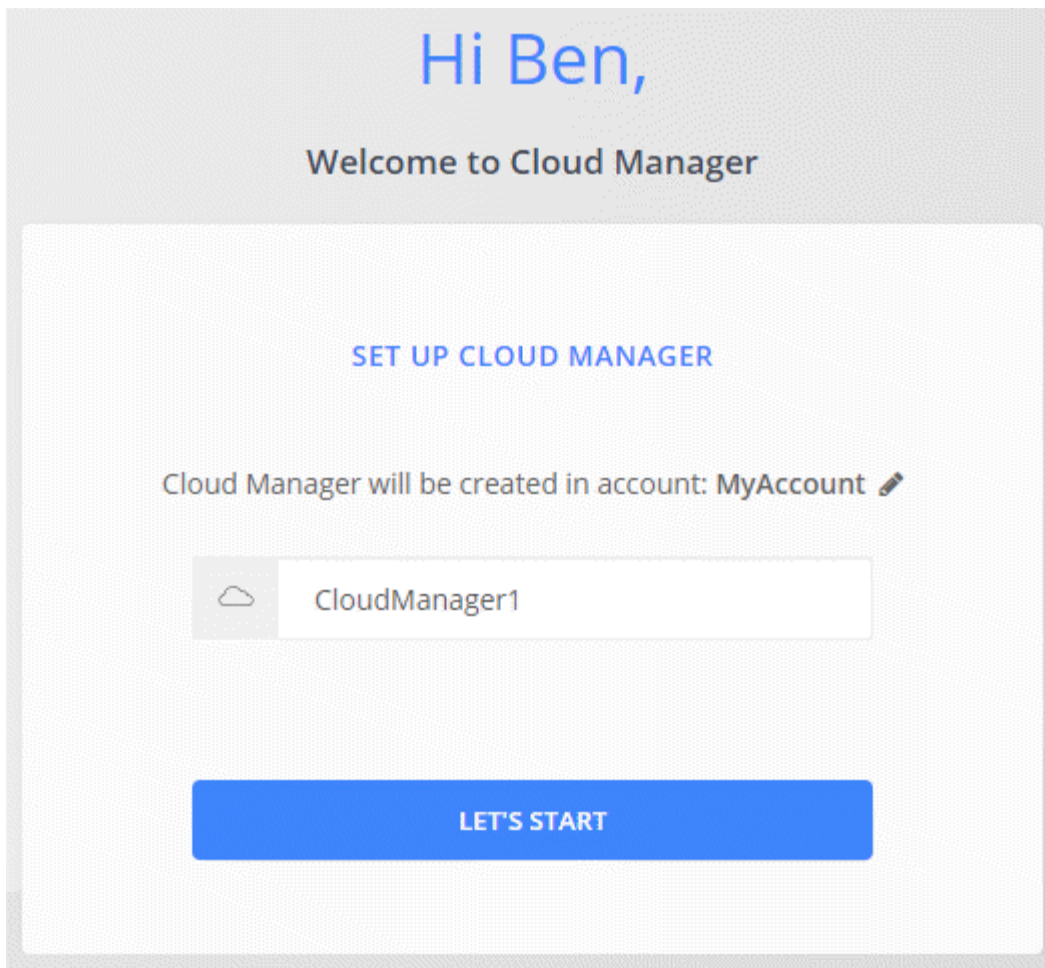 Hi Ben,
Welcome to Cloud Manager
SET UP CLOUD MANAGER
Cloud Manager will be created in account: MyAccount
CloudManager1
LET'S START